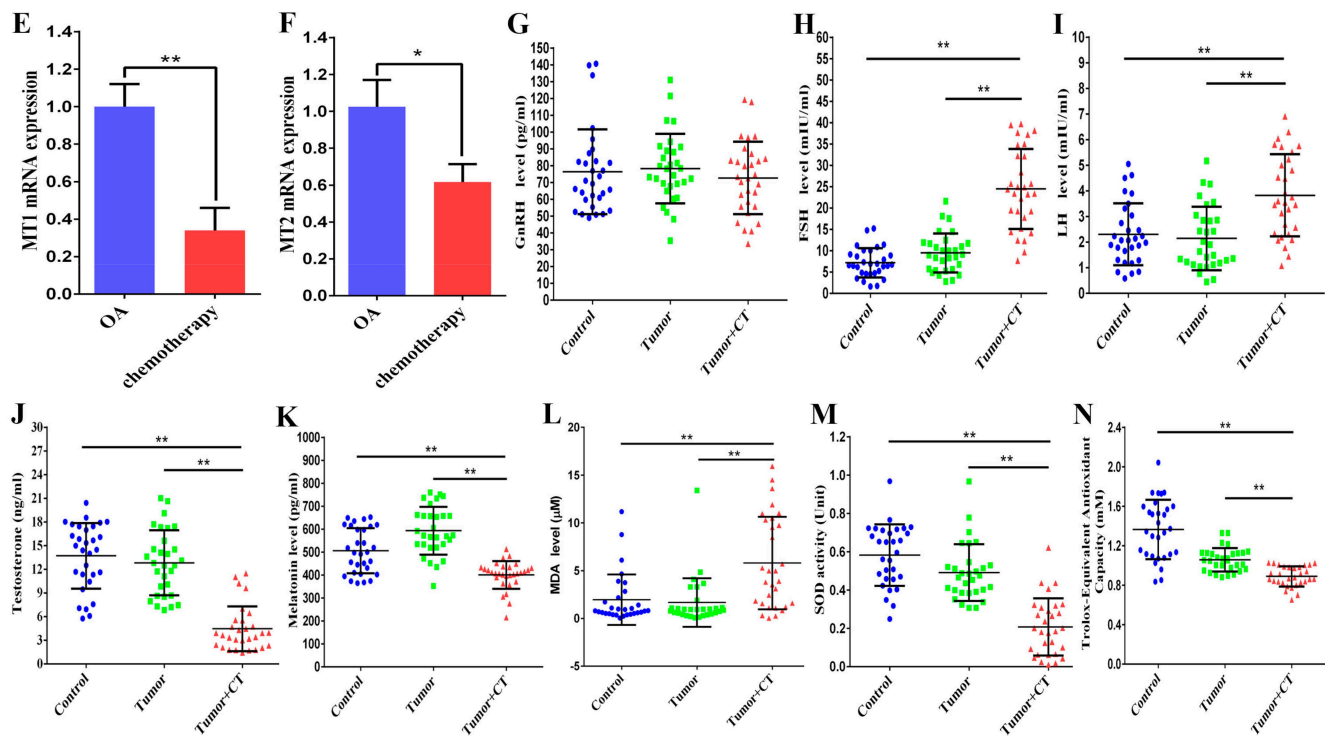 E
MT1 mRNA expression
1.4
1.2
1.0
0.8
0.6
0.4
0.2
0.0
**
OA
chemotherapy
F
MT2 mRNA expression
1.4
1.2
1.0
0.8
0.6
0.4
0.2
0.0
*
OA
chemotherapy
G
GnRH level (pg/ml)
150
140
130
120
110
100
90
80
70
60
50
40
30
20
10
0
Control
Tumor
Tumor+CT
H
FSH level (mIU/ml)
60
55
50
45
40
35
30
25
20
15
10
5
0
**
**
Control
Tumor
Tumor+CT
I
LH level (mIU/ml)
10
9
8
7
6
5
4
3
2
1
0
**
**
Control
Tumor
Tumor+CT
J
Testosterone (ng/ml)
30
27
24
21
18
15
12
9
6
3
0
**
**
Control
Tumor
Tumor+CT
K
Melatonin level (pg/ml)
1000
900
800
700
600
500
400
300
200
100
0
**
**
Control
Tumor
Tumor+CT
L
MDA level (μM)
20
15
10
5
0
-5
**
**
Control
Tumor
Tumor+CT
M
SOD activity (Unit)
1.2
1.0
0.8
0.6
0.4
0.2
0.0
**
**
Control
Tumor
Tumor+CT
N
Trolox-Equivalent Antioxidant
Capacity (mM)
2.4
2.0
1.6
1.2
0.8
0.4
0.0
**
**
Control
Tumor
Tumor+CT